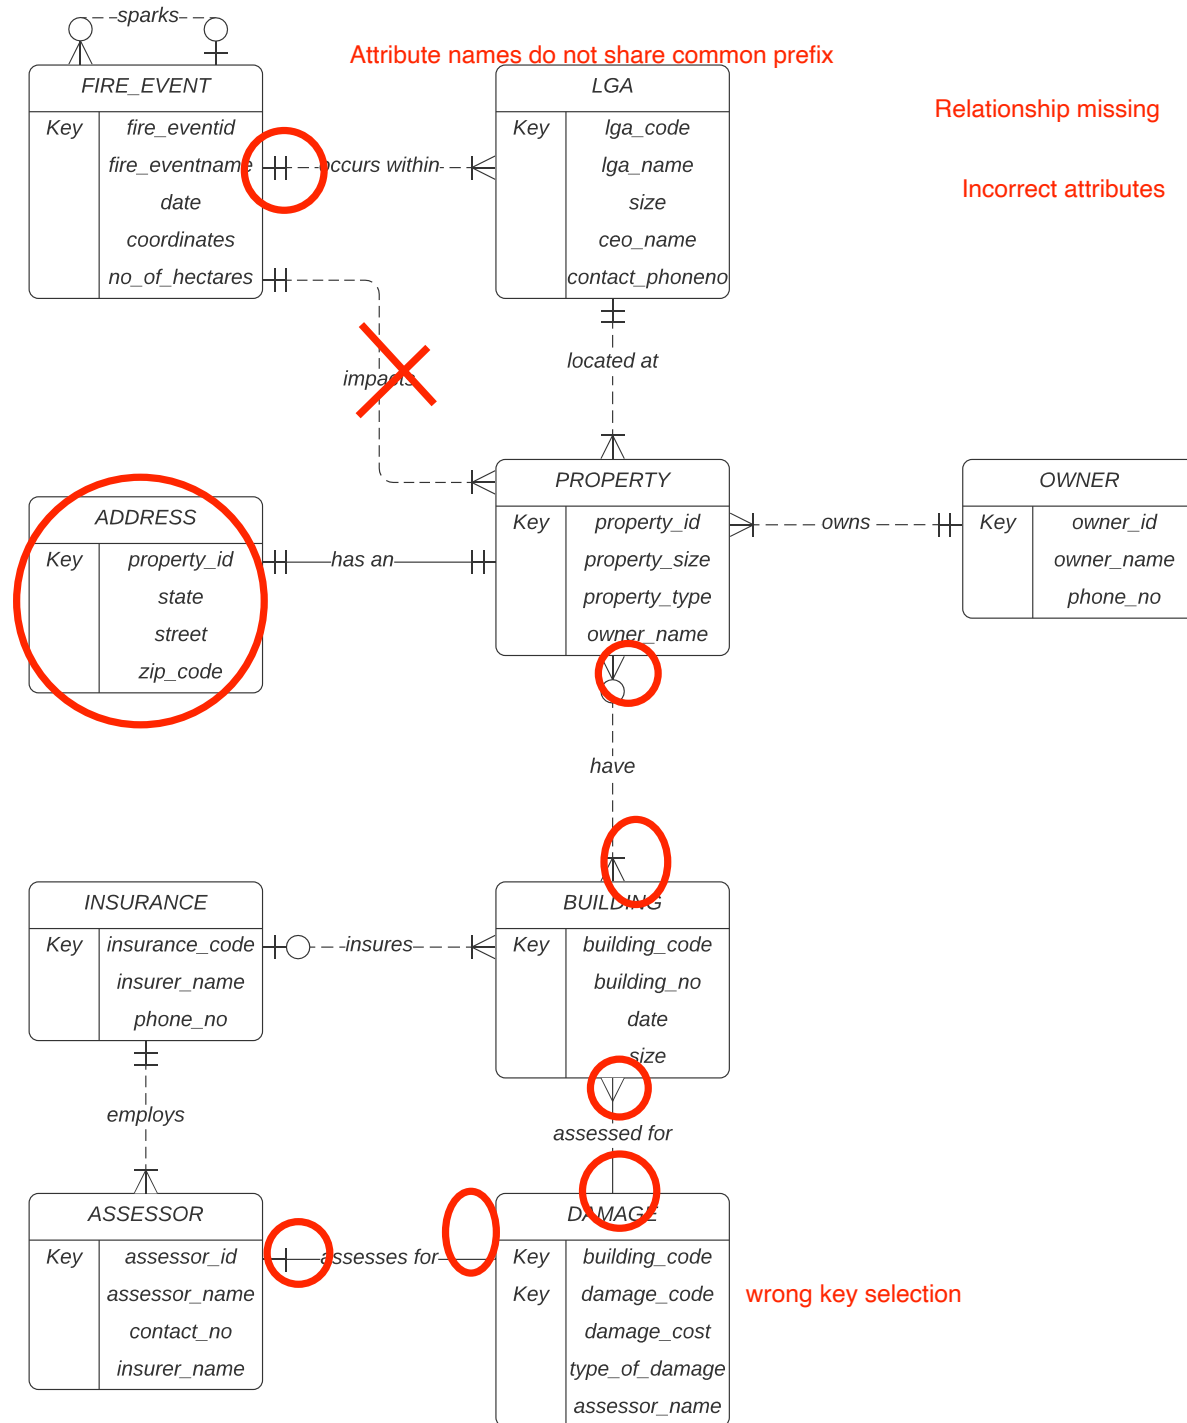 sparks
Attribute names do not share common prefix
FIRE_EVENT
Key fire_eventid
fire_eventname
date
coordinates
no_of_hectares
occurs within
LGA
Key lga_code
lga_name
size
ceo_name
contact_phoneno
Relationship missing
Incorrect attributes
impacts
located at
ADDRESS
Key property_id
state
street
zip_code
has an
PROPERTY
Key property_id
property_size
property_type
owner_name
owns
OWNER
Key owner_id
owner_name
phone_no
have
INSURANCE
Key insurance_code
insurer_name
phone_no
insures
BUILDING
Key building_code
building_no
date
size
employs
assessed for
ASSESSOR
Key assessor_id
assessor_name
contact_no
insurer_name
assesses for
DAMAGE
Key building_code
Key damage_code
damage_cost
type_of_damage
assessor_name
wrong key selection